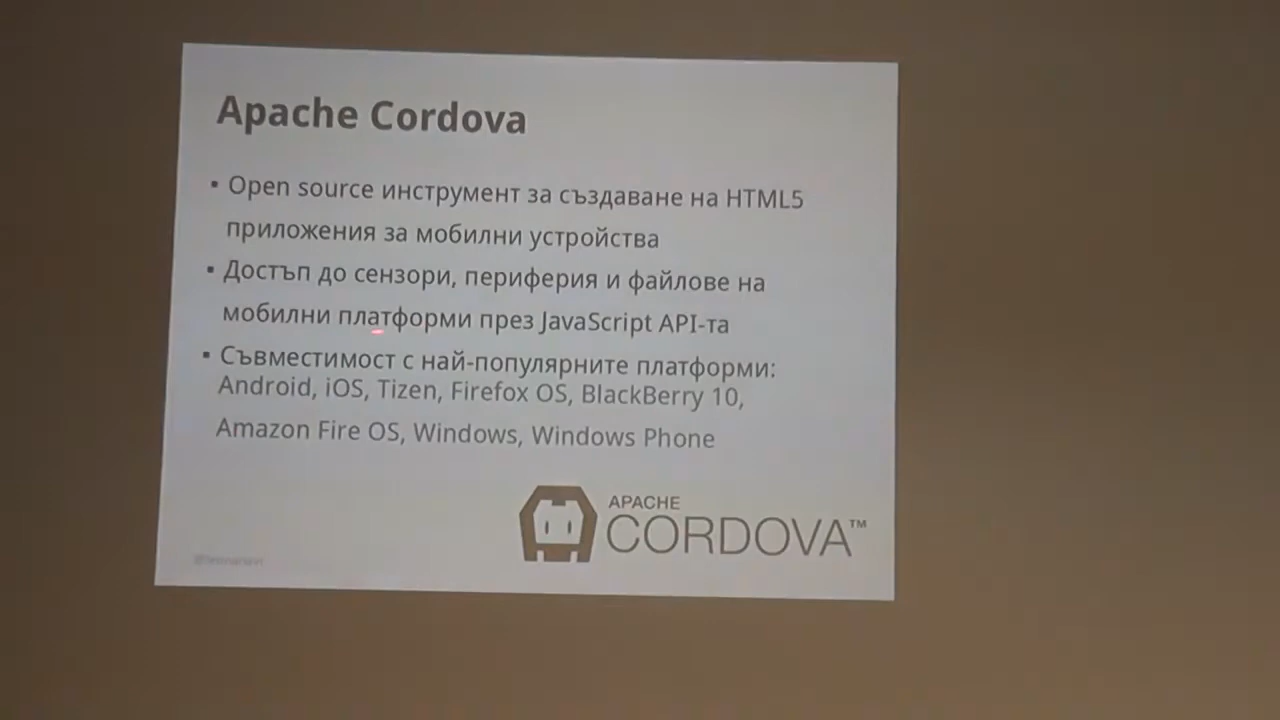 Apache Cordova
▪ Open source инструмент за създаване на HTML5
приложения за мобилни устройства
▪ Достъп до сензори, периферия и файлове на
мобилни платформи през JavaScript API-та
▪ Съвместимост с най-популярните платформи:
Android, iOS, Tizen, Firefox OS, BlackBerry 10,
Amazon Fire OS, Windows, Windows Phone
APACHE
CORDOVA™